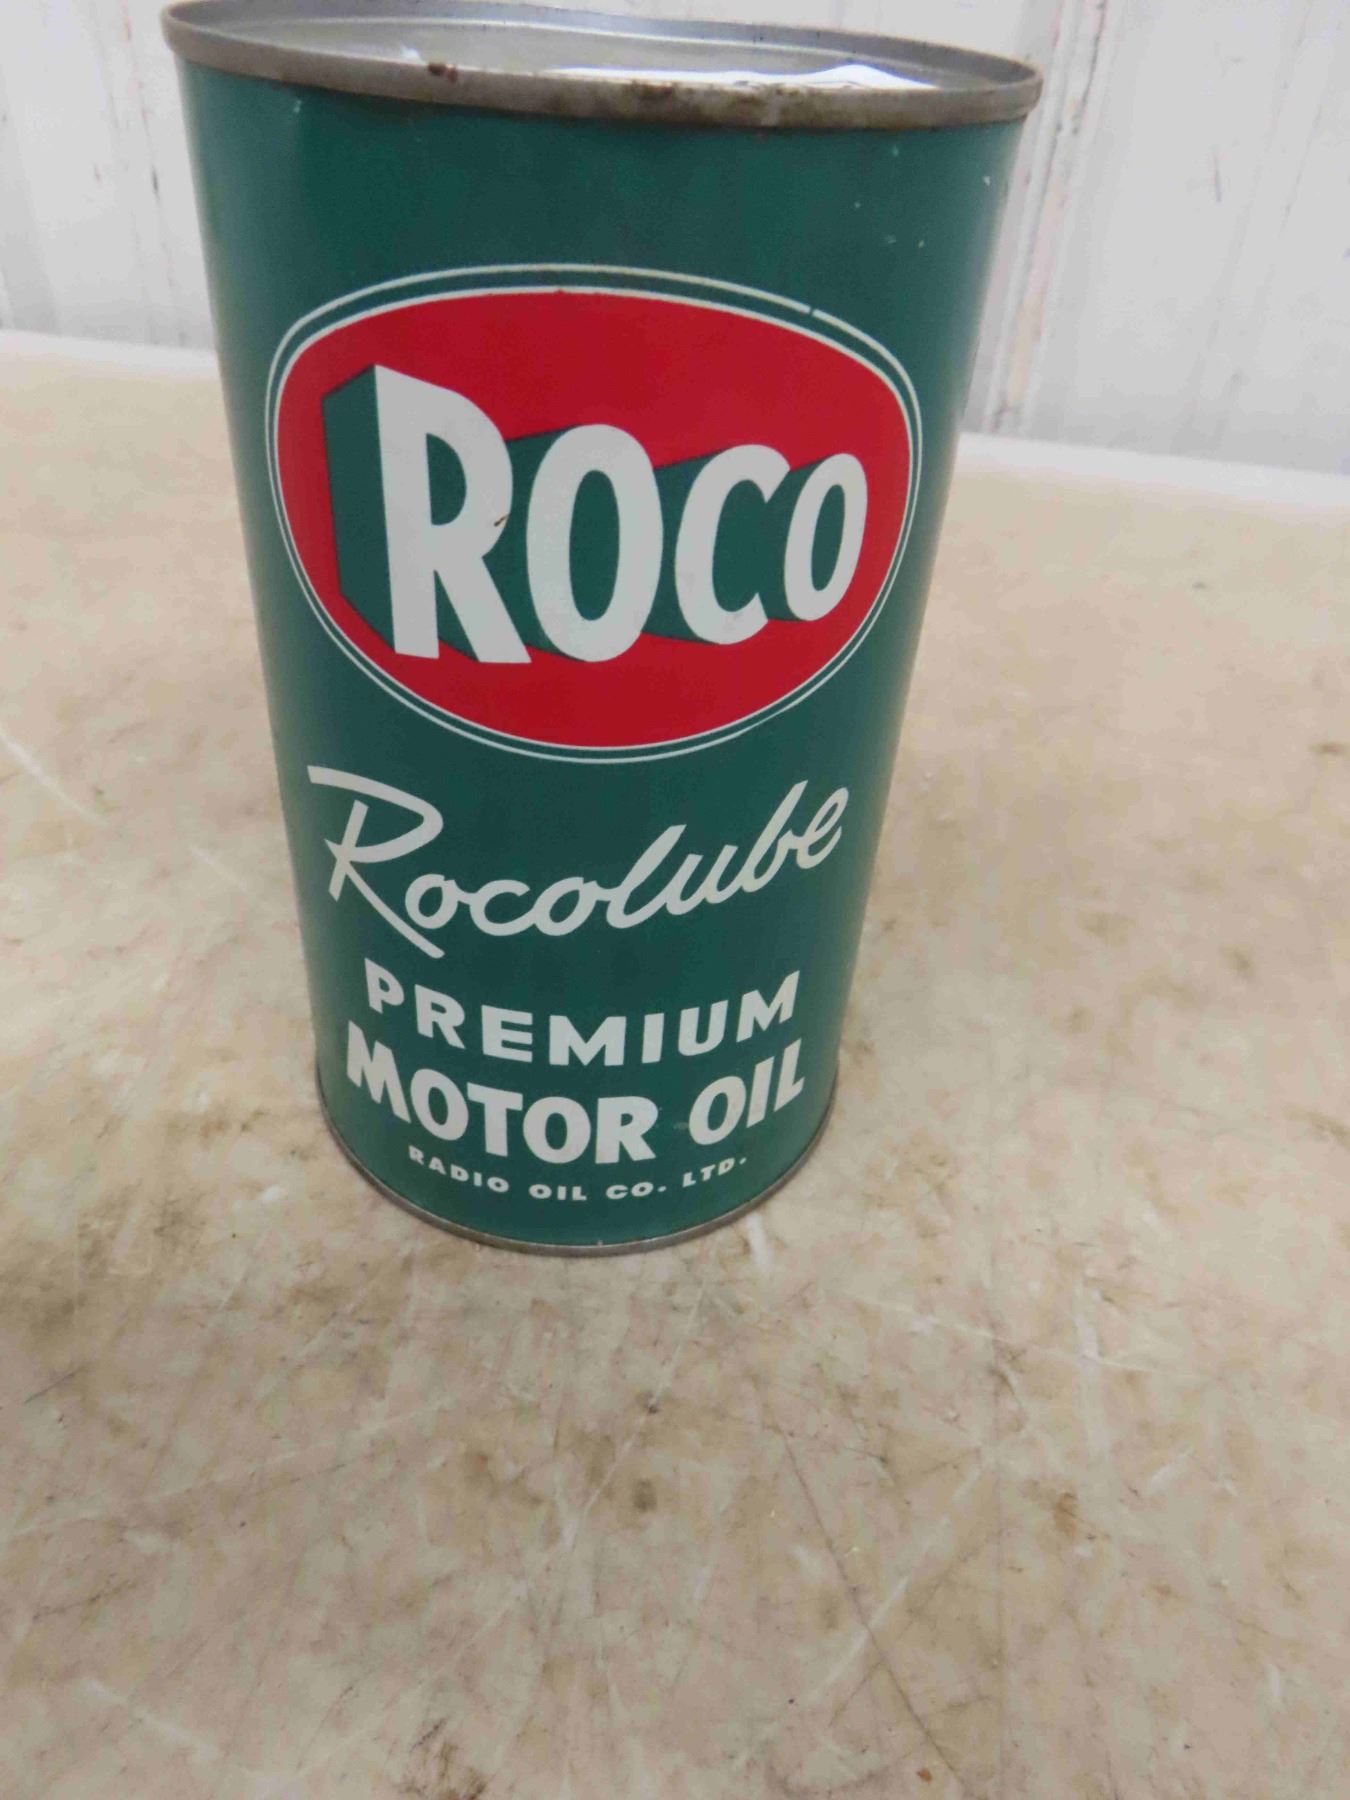 ROCO
Rocolube
PREMIUM
MOTOR OIL
RADIO OIL CO. LTD.